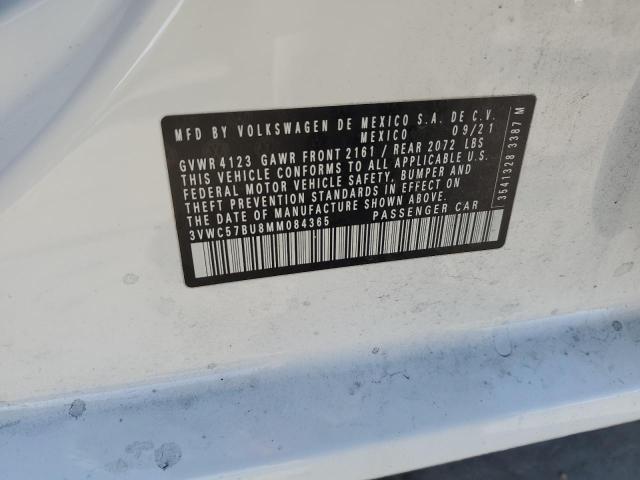 MFD BY VOLKSWAGEN DE MEXICO S.A. DE C.V.
MEXICO 09/21
GVWR 4123 GAWR FRONT 2161 / REAR 2072 LBS
THIS VEHICLE CONFORMS TO ALL APPLICABLE U.S.
FEDERAL MOTOR VEHICLE SAFETY, BUMPER AND
THEFT PREVENTION STANDARDS IN EFFECT ON
THE DATE OF MANUFACTURE SHOWN ABOVE.
3VWC57BU8MM084365 PASSENGER CAR
3541328 3387 M